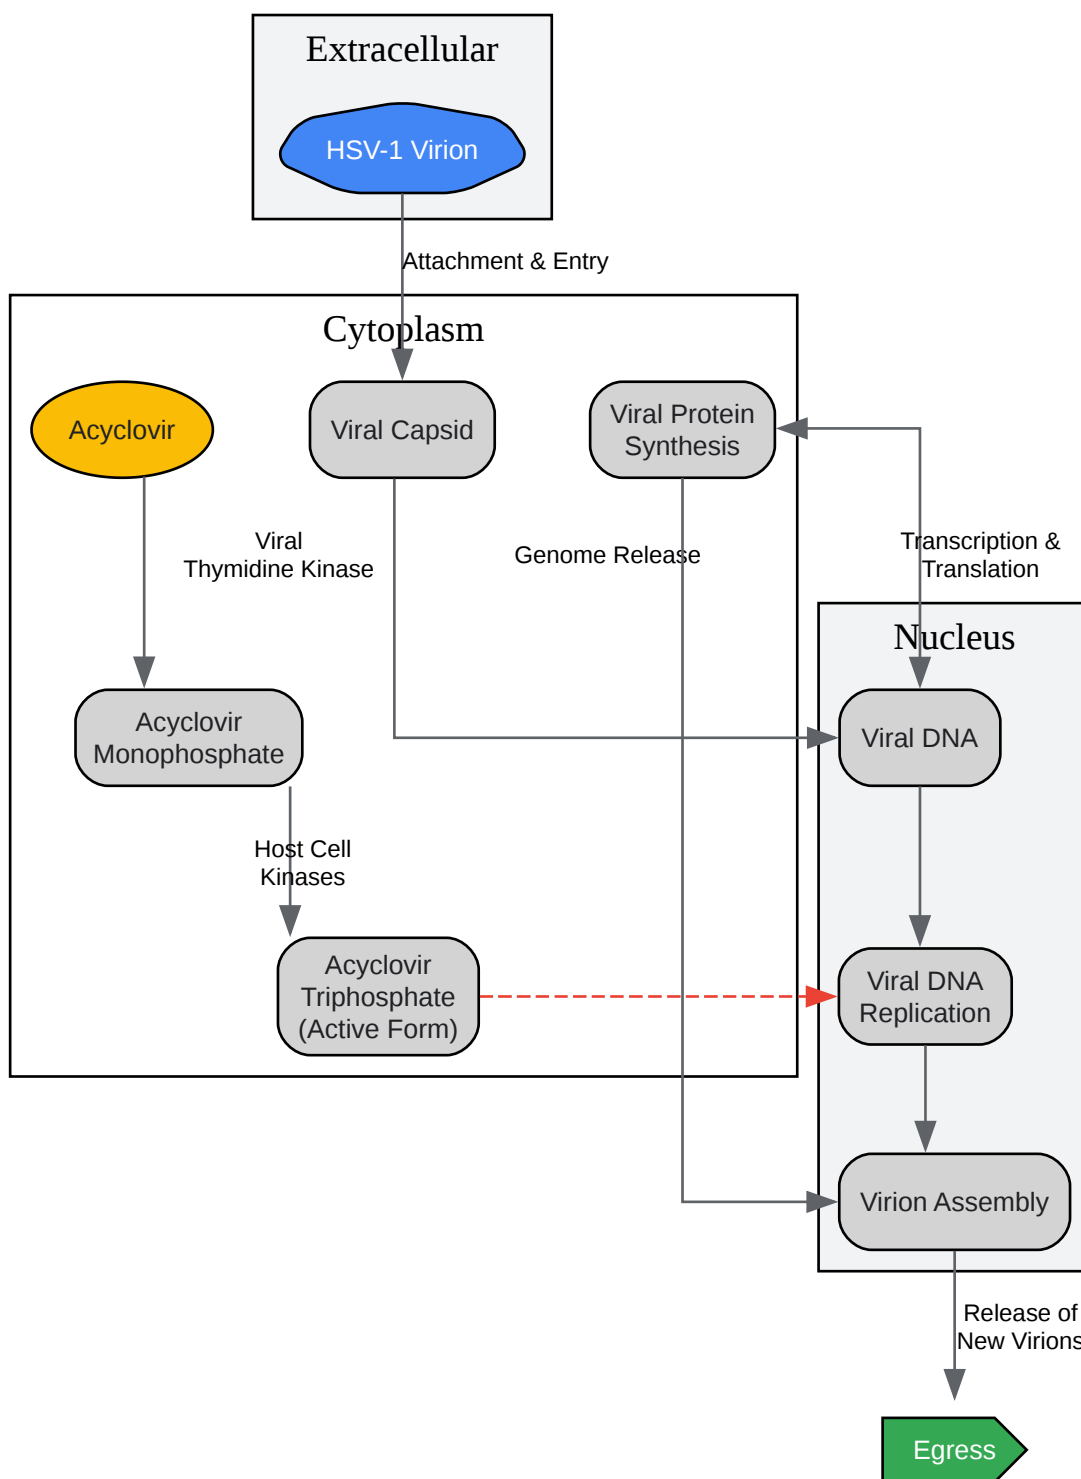 Extracellular
HSV-1 Virion
Attachment & Entry
Cytoplasm
Acyclovir
Viral Capsid
Viral Protein
Synthesis
Viral
Thymidine Kinase
Genome Release
Transcription &
Translation
Nucleus
Acyclovir
Monophosphate
Viral DNA
Host Cell
Kinases
Acyclovir
Triphosphate
(Active Form)
Viral DNA
Replication
Virion Assembly
Release of
New Virions
Egress